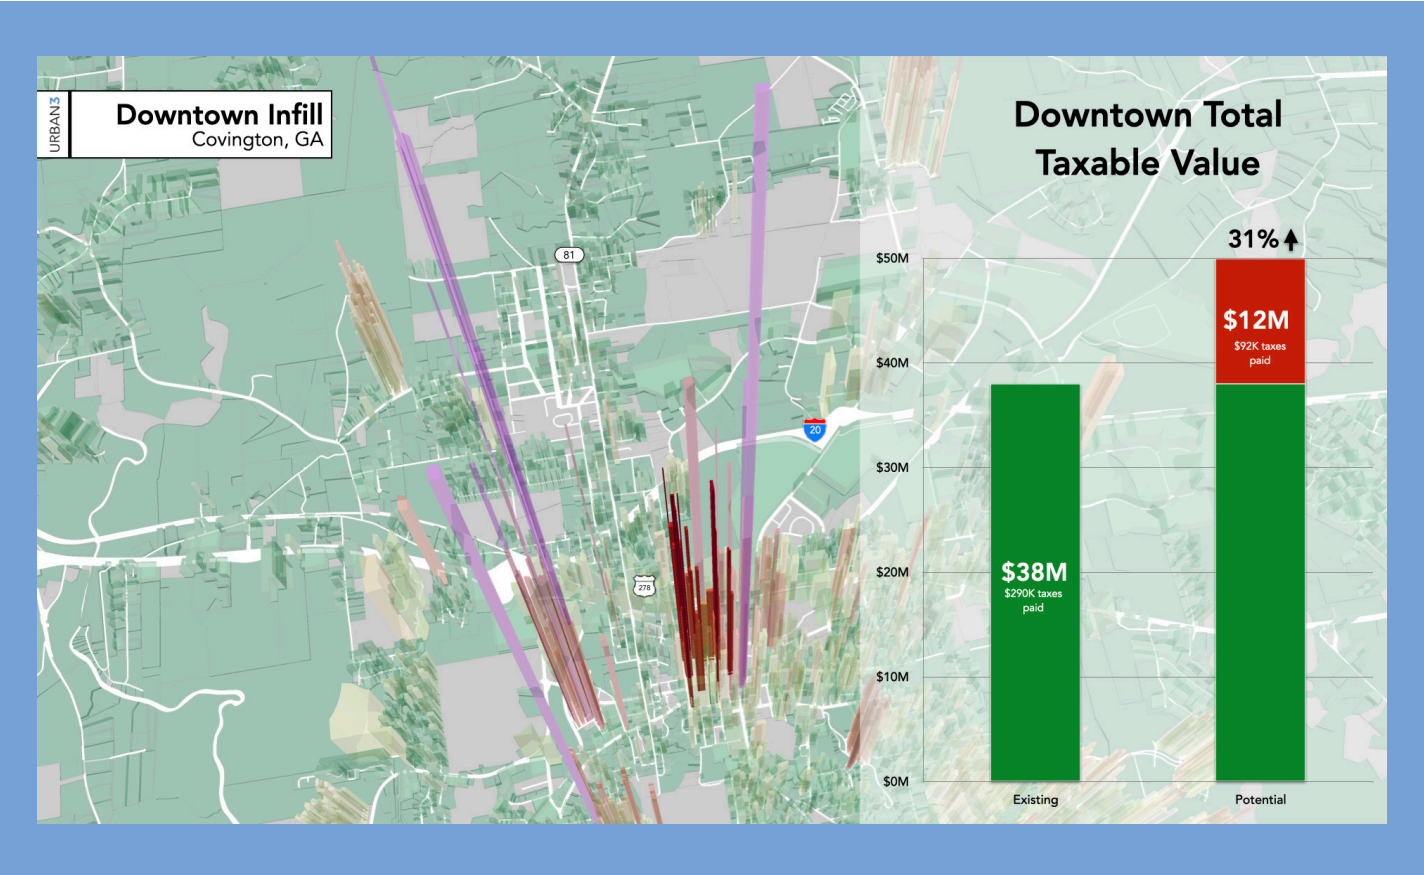 URBAN3
Downtown Infill
Covington, GA
81
20
278
Downtown Total
Taxable Value
31%
$50M
$40M
$30M
$20M
$10M
$0M
$12M
$92K taxes
paid
$38M
$290K taxes
paid
Existing
Potential